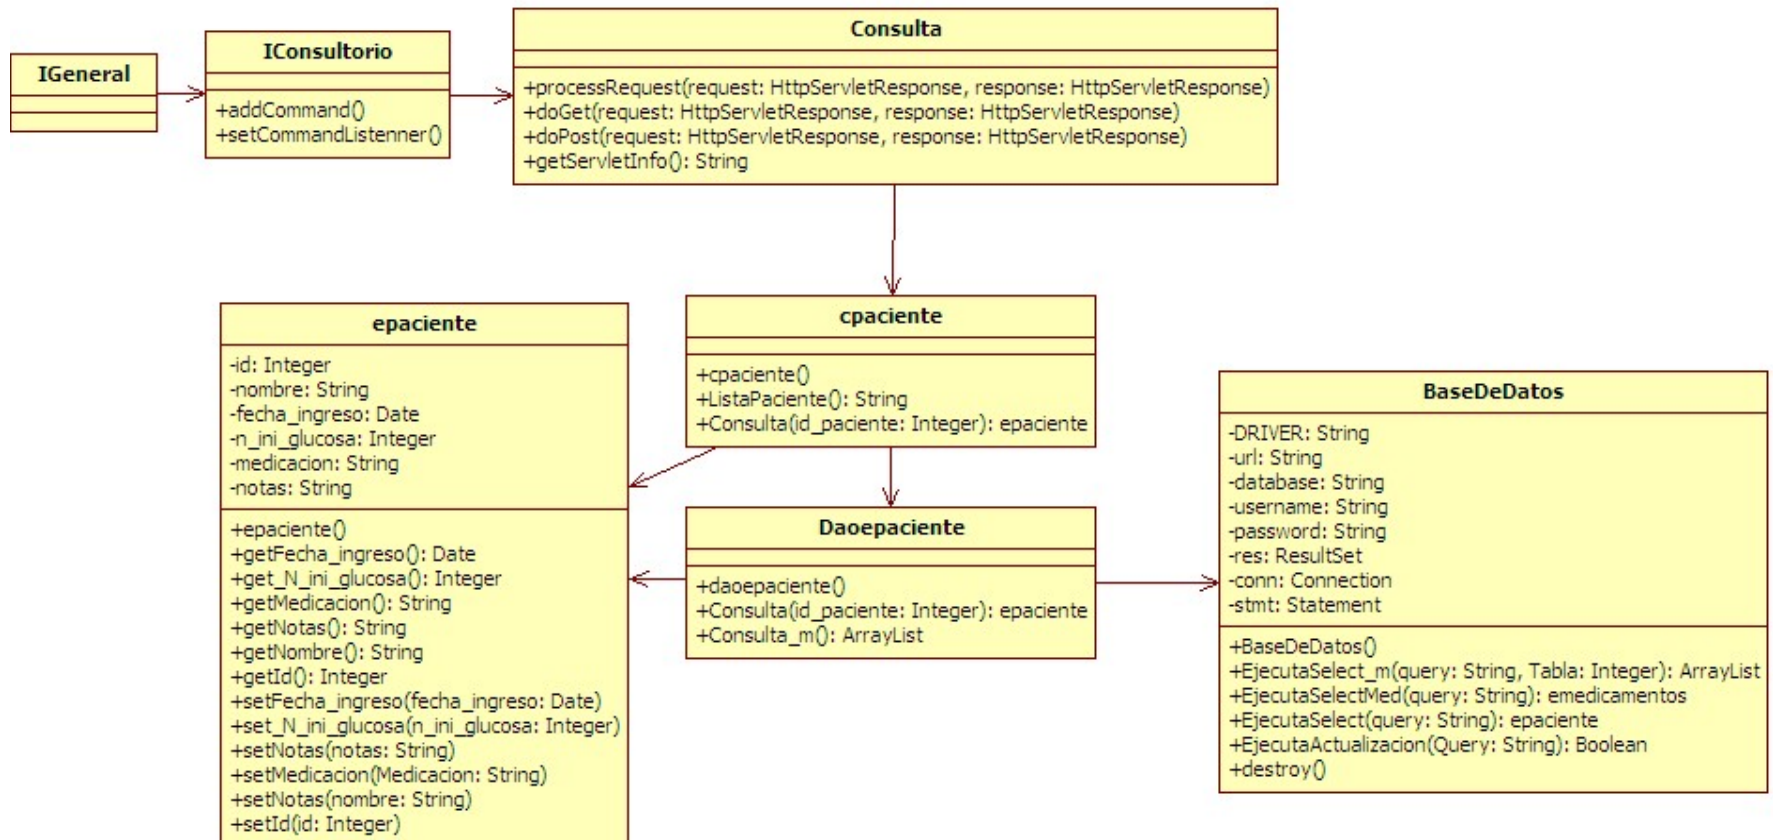 IGeneral
IConsultorio
+addCommand()
+setCommandListenner()
Consulta
+processRequest(request: HttpServletResponse, response: HttpServletResponse)
+doGet(request: HttpServletResponse, response: HttpServletResponse)
+doPost(request: HttpServletResponse, response: HttpServletResponse)
+getServletInfo(): String
epaciente
-id: Integer
-nombre: String
-fecha_ingreso: Date
-n_ini_glucosa: Integer
-medicacion: String
-notas: String
+epaciente()
+getFecha_ingreso(): Date
+get_N_ini_glucosa(): Integer
+getMedicacion(): String
+getNotas(): String
+getNombre(): String
+getId(): Integer
+setFecha_ingreso(fecha_ingreso: Date)
+set_N_ini_glucosa(n_ini_glucosa: Integer)
+setNotas(notas: String)
+setMedicacion(Medicacion: String)
+setNotas(nombre: String)
+setId(id: Integer)
cpaciente
+cpaciente()
+ListaPaciente(): String
+Consulta(id_paciente: Integer): epaciente
Daoepaciente
+daoepaciente()
+Consulta(id_paciente: Integer): epaciente
+Consulta_m(): ArrayList
BaseDeDatos
-DRIVER: String
-url: String
-database: String
-username: String
-password: String
-res: ResultSet
-conn: Connection
-stmt: Statement
+BaseDeDatos()
+EjecutaSelect_m(query: String, Tabla: Integer): ArrayList
+EjecutaSelectMed(query: String): emedicamentos
+EjecutaSelect(query: String): epaciente
+EjecutaActualizacion(Query: String): Boolean
+destroy()